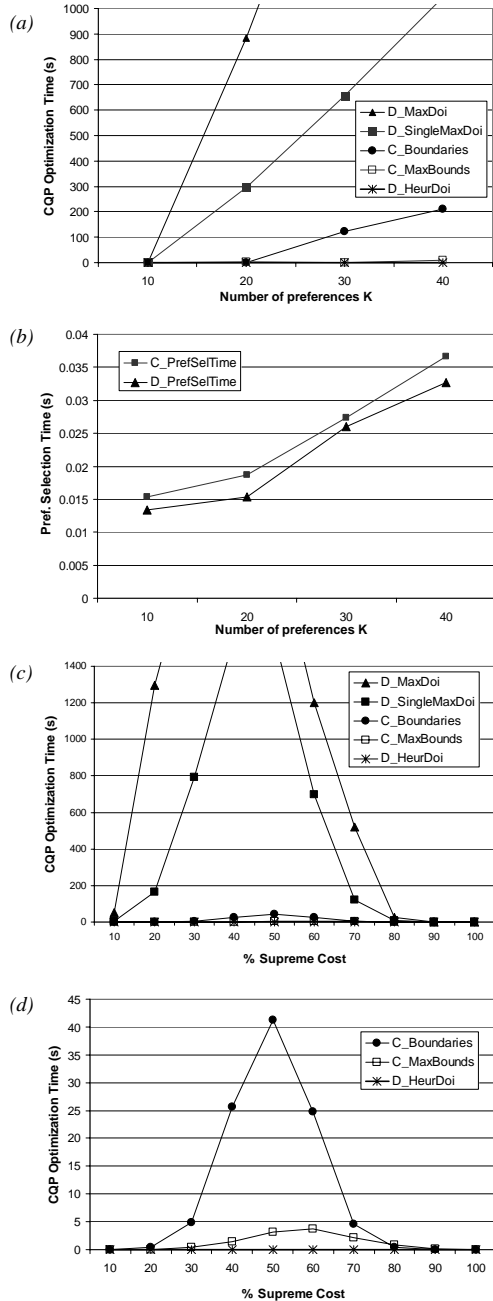 (a)
1000
900
800
700
600
500
400
300
200
100
0
CQP Optimization Time (s)
D_MaxDoi
D_SingleMaxDoi
C_Boundaries
C_MaxBounds
D_HeurDoi
10 20 30 40
Number of preferences K
(b)
0.04
0.035
0.03
0.025
0.02
0.015
0.01
0.005
0
Pref. Selection Time (s)
C_PrefSelTime
D_PrefSelTime
10 20 30 40
Number of preferences K
(c)
1400
1200
1000
800
600
400
200
0
CQP Optimization Time (s)
D_MaxDoi
D_SingleMaxDoi
C_Boundaries
C_MaxBounds
D_HeurDoi
10 20 30 40 50 60 70 80 90 100
% Supreme Cost
(d)
45
40
35
30
25
20
15
10
5
0
CQP Optimization Time (s)
C_Boundaries
C_MaxBounds
D_HeurDoi
10 20 30 40 50 60 70 80 90 100
% Supreme Cost